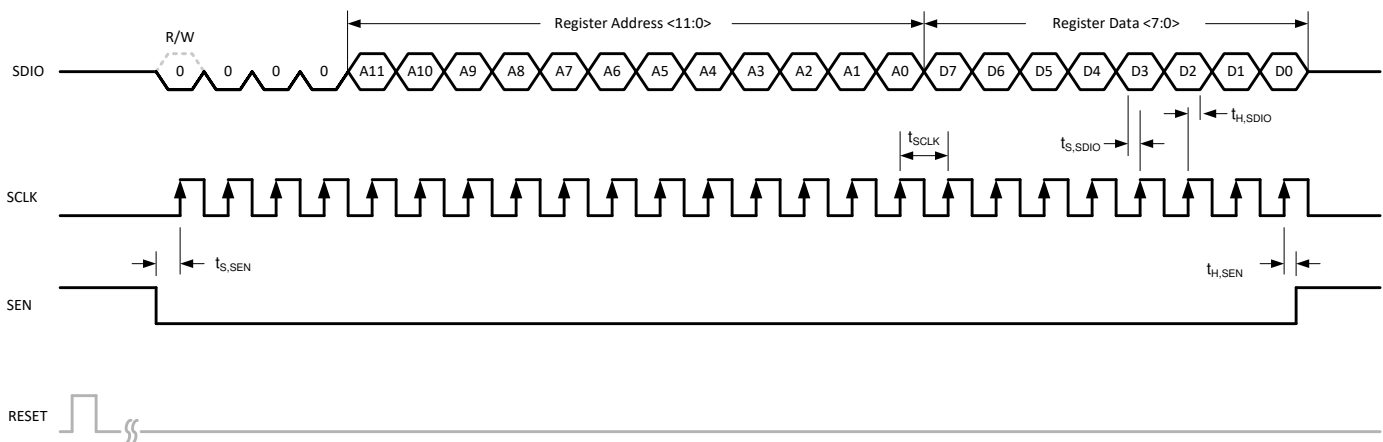 Register Address <11:0> Register Data <7:0>
R/W
SDIO 0 0 0 0 A11 A10 A9 A8 A7 A6 A5 A4 A3 A2 A1 A0 D7 D6 D5 D4 D3 D2 D1 D0
tH,SDIO
tSCLK tS,SDIO
SCLK
tS,SEN tH,SEN
SEN
RESET